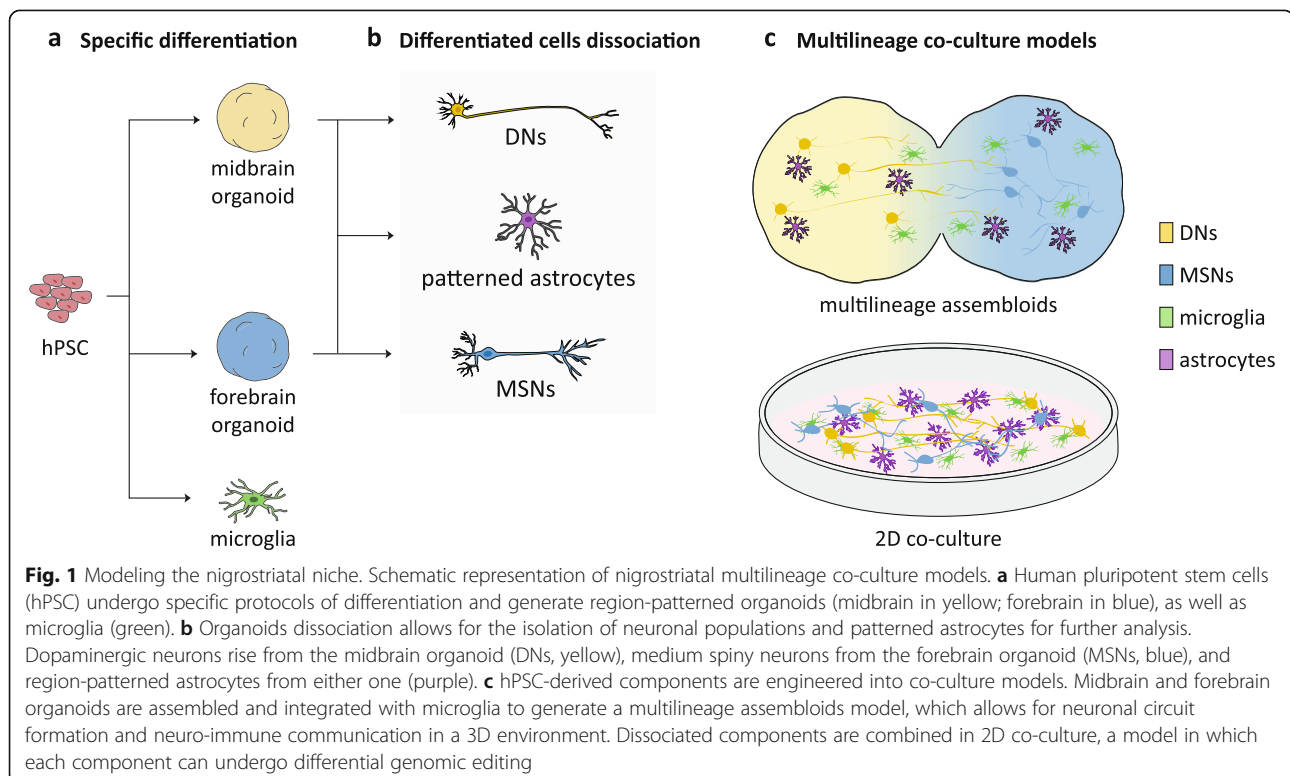 a Specific differentiation
b Differentiated cells dissociation
c Multilineage co-culture models
midbrain
organoid
hPSC
forebrain
organoid
microglia
DNs
patterned astrocytes
MSNs
multilineage assembloids
2D co-culture
DNs
MSNs
microglia
astrocytes
Fig. 1 Modeling the nigrostriatal niche. Schematic representation of nigrostriatal multilineage co-culture models. a Human pluripotent stem cells
(hPSC) undergo specific protocols of differentiation and generate region-patterned organoids (midbrain in yellow; forebrain in blue), as well as
microglia (green). b Organoids dissociation allows for the isolation of neuronal populations and patterned astrocytes for further analysis.
Dopaminergic neurons rise from the midbrain organoid (DNs, yellow), medium spiny neurons from the forebrain organoid (MSNs, blue), and
region-patterned astrocytes from either one (purple). c hPSC-derived components are engineered into co-culture models. Midbrain and forebrain
organoids are assembled and integrated with microglia to generate a multilineage assembloids model, which allows for neuronal circuit
formation and neuro-immune communication in a 3D environment. Dissociated components are combined in 2D co-culture, a model in which
each component can undergo differential genomic editing